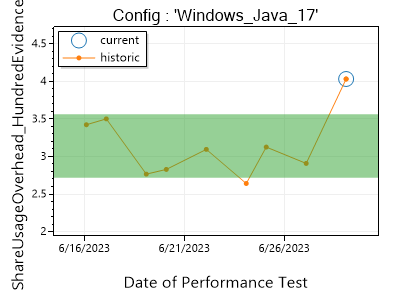 Config : 'Windows_Java_17'
current
historic
ShareUsageOverhead_HundredEvidence
4.5
4
3.5
3
2.5
2
6/16/2023
6/21/2023
6/26/2023
Date of Performance Test